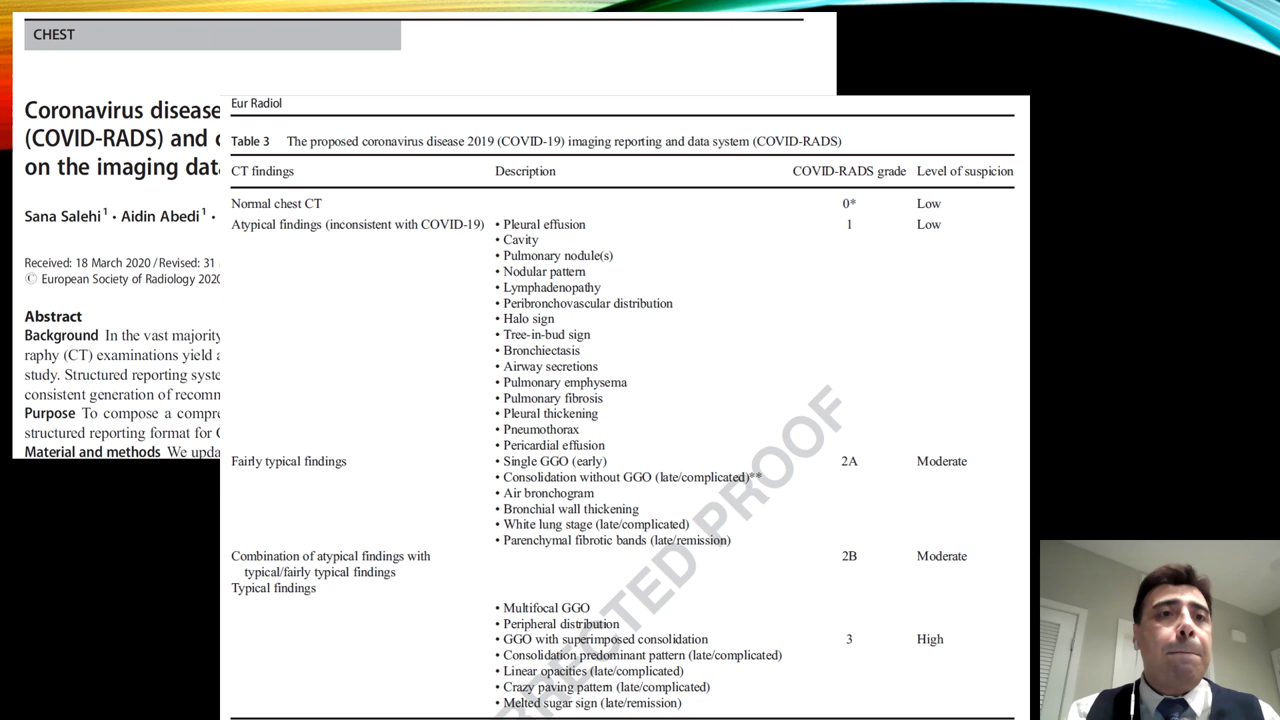 CHEST
Coronavirus disease
(COVID-RADS) and
on the imaging dat
Sana Salehi1 • Aidin Abedi1 •
Received: 18 March 2020 / Revised: 31
© European Society of Radiology 2020
Abstract
Background In the vast majority
raphy (CT) examinations yield a
study. Structured reporting syste
consistent generation of recomm
Purpose To compose a compre
structured reporting format for
Material and methods We upda
Eur Radiol
Table 3 The proposed coronavirus disease 2019 (COVID-19) imaging reporting and data system (COVID-RADS)
CT findings Description COVID-RADS grade Level of suspicion
Normal chest CT 0* Low
Atypical findings (inconsistent with COVID-19) • Pleural effusion 1 Low
• Cavity
• Pulmonary nodule(s)
• Nodular pattern
• Lymphadenopathy
• Peribronchovascular distribution
• Halo sign
• Tree-in-bud sign
• Bronchiectasis
• Airway secretions
• Pulmonary emphysema
• Pulmonary fibrosis
• Pleural thickening
• Pneumothorax
• Pericardial effusion
Fairly typical findings • Single GGO (early) 2A Moderate
• Consolidation without GGO (late/complicated)**
• Air bronchogram
• Bronchial wall thickening
• White lung stage (late/complicated)
• Parenchymal fibrotic bands (late/remission)
Combination of atypical findings with 2B Moderate
typical/fairly typical findings
Typical findings
• Multifocal GGO
• Peripheral distribution
• GGO with superimposed consolidation 3 High
• Consolidation predominant pattern (late/complicated)
• Linear opacities (late/complicated)
• Crazy paving pattern (late/complicated)
• Melted sugar sign (late/remission)
RRECTED PROOF